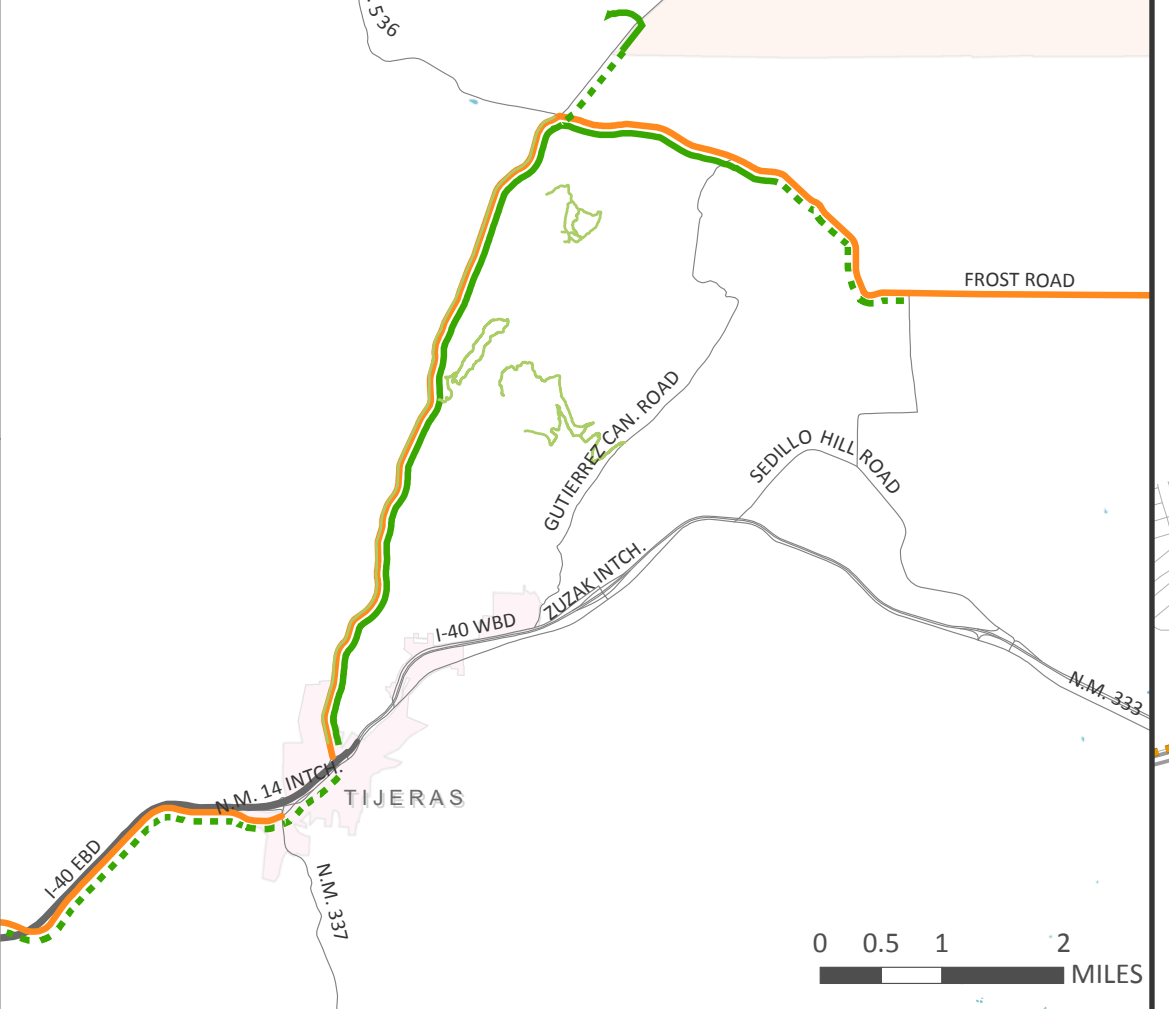 536
FROST ROAD
GUTIERREZ CAN. ROAD
SEDILLO HILL ROAD
ZUZAK INTCH.
I-40 WBD
N.M. 333
N.M. 14 INTCH.
TIJERAS
I-40 EBD
N.M. 337
0 0.5 1 2
MILES